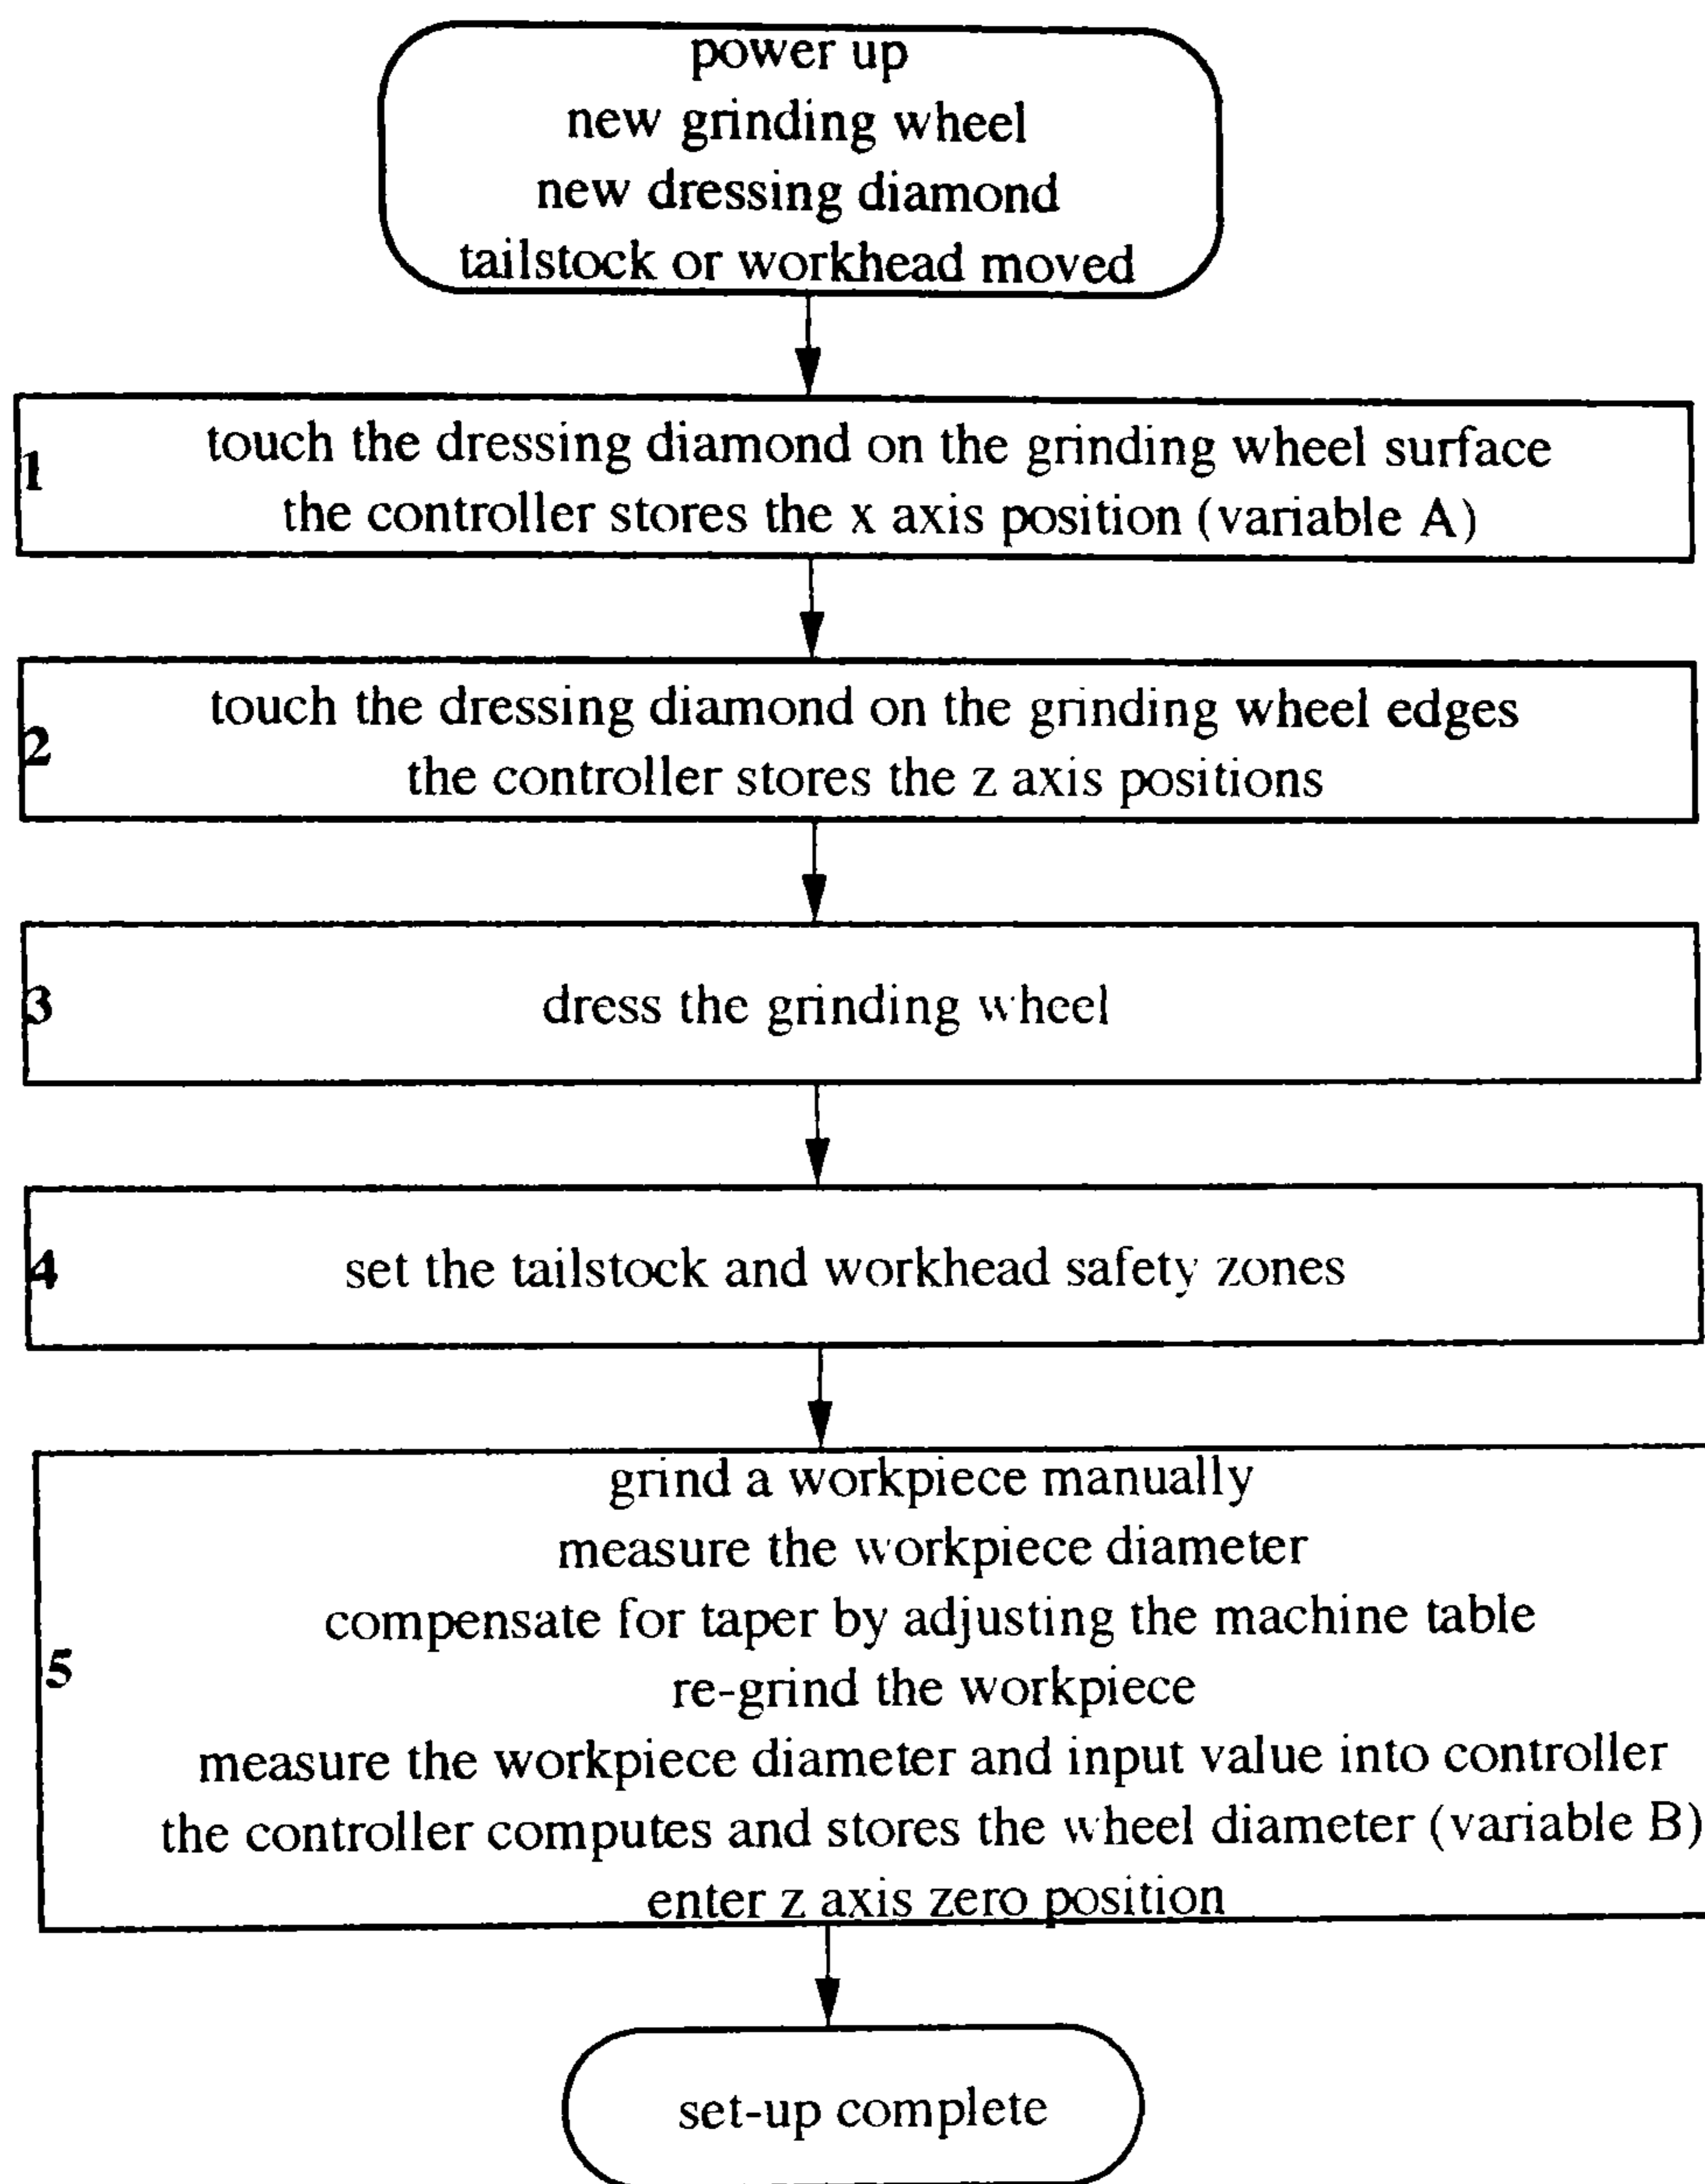 power up
new grinding wheel
new dressing diamond
tailstock or workhead moved
1
touch the dressing diamond on the grinding wheel surface
the controller stores the x axis position (variable A)
2
touch the dressing diamond on the grinding wheel edges
the controller stores the z axis positions
3
dress the grinding wheel
4
set the tailstock and workhead safety zones
5
grind a workpiece manually
measure the workpiece diameter
compensate for taper by adjusting the machine table
re-grind the workpiece
measure the workpiece diameter and input value into controller
the controller computes and stores the wheel diameter (variable B)
enter z axis zero position
set-up complete